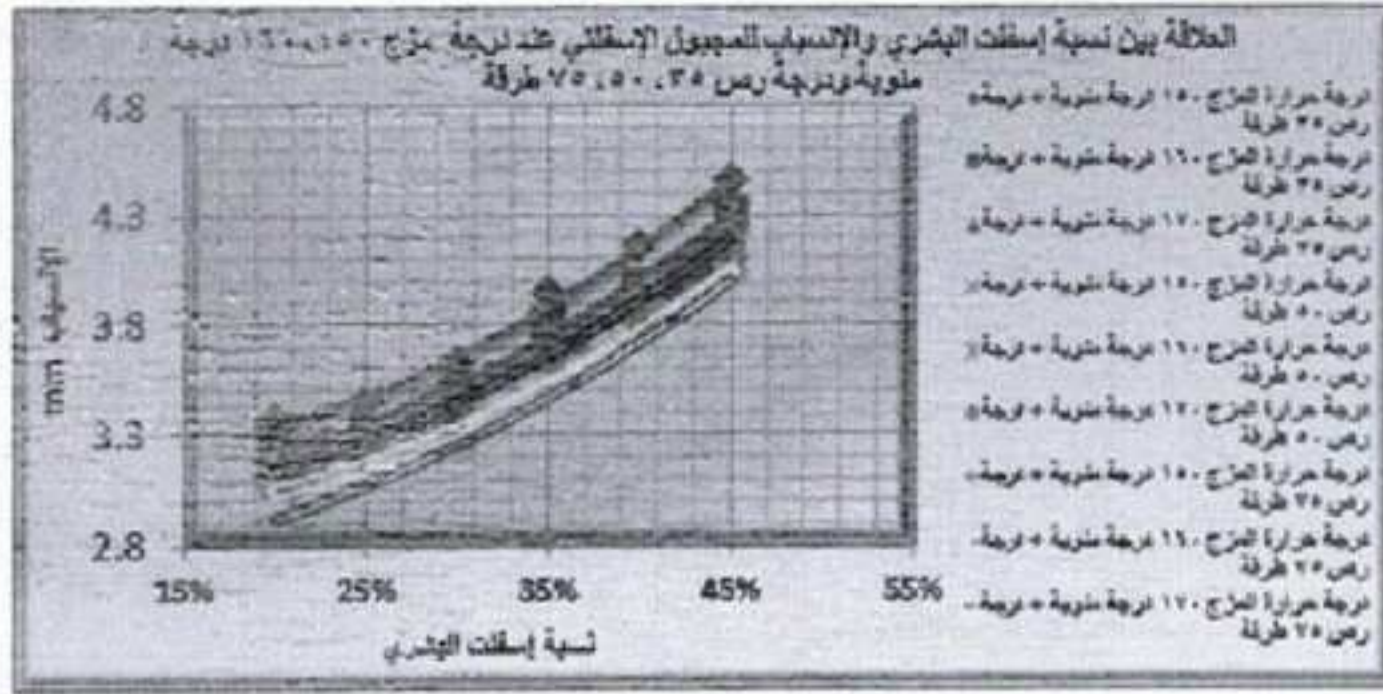 العلاقة بين نسبة إسفلت البشري والإنسياب للمجبول الإسفلتي عند درجة مزج ١٥٠، ١٦٠ درجة
مئوية ودرجة رص ٣٥، ٥٠، ٧٥ طرقة
4.8
4.3
3.8
3.3
2.8
الإنسياب mm
15% 25% 35% 45% 55%
نسبة إسفلت البشري
درجة حرارة المزج ١٥٠ درجة مئوية + درجة
رص ٣٥ طرقة
درجة حرارة المزج ١٦٠ درجة مئوية + درجة
رص ٣٥ طرقة
درجة حرارة المزج ١٧٠ درجة مئوية + درجة
رص ٣٥ طرقة
درجة حرارة المزج ١٥٠ درجة مئوية + درجة
رص ٥٠ طرقة
درجة حرارة المزج ١٦٠ درجة مئوية + درجة
رص ٥٠ طرقة
درجة حرارة المزج ١٧٠ درجة مئوية + درجة
رص ٥٠ طرقة
درجة حرارة المزج ١٥٠ درجة مئوية + درجة
رص ٧٥ طرقة
درجة حرارة المزج ١٦٠ درجة مئوية + درجة
رص ٧٥ طرقة
درجة حرارة المزج ١٧٠ درجة مئوية + درجة
رص ٧٥ طرقة